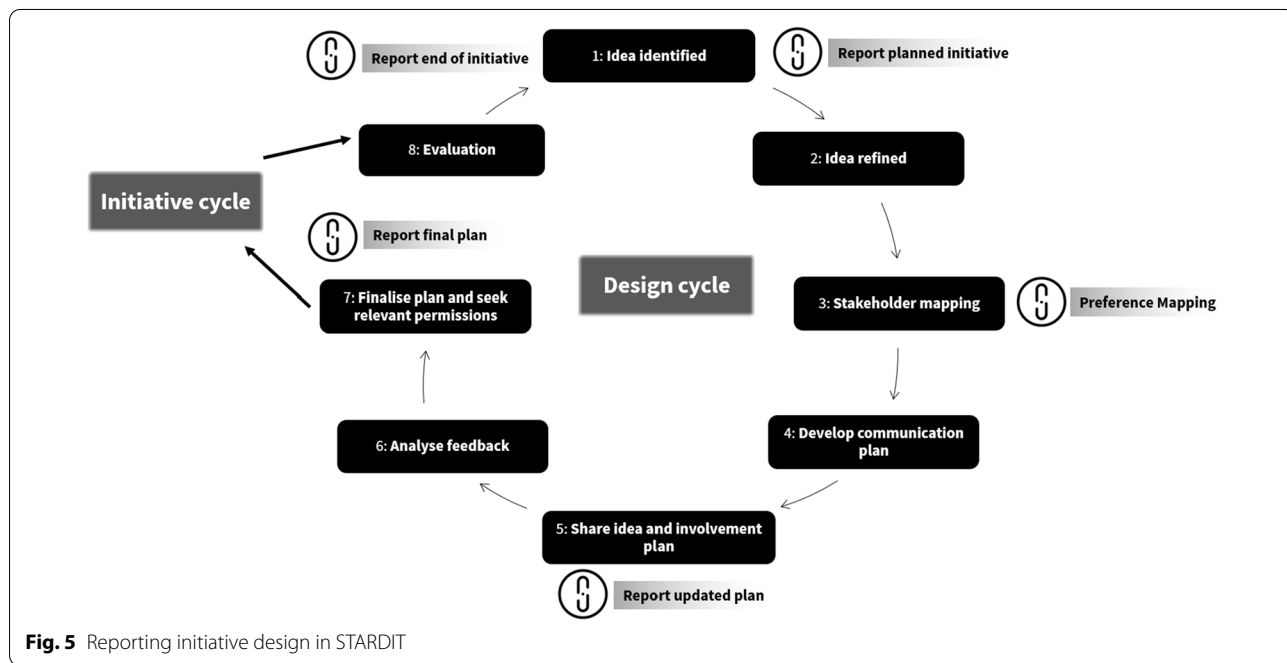 Report end of initiative
1: Idea identified
Report planned initiative
8: Evaluation
2: Idea refined
Initiative cycle
Report final plan
Design cycle
7: Finalise plan and seek
relevant permissions
3: Stakeholder mapping
Preference Mapping
6: Analyse feedback
4: Develop communication
plan
5: Share idea and involvement
plan
Report updated plan
Fig. 5 Reporting initiative design in STARDIT